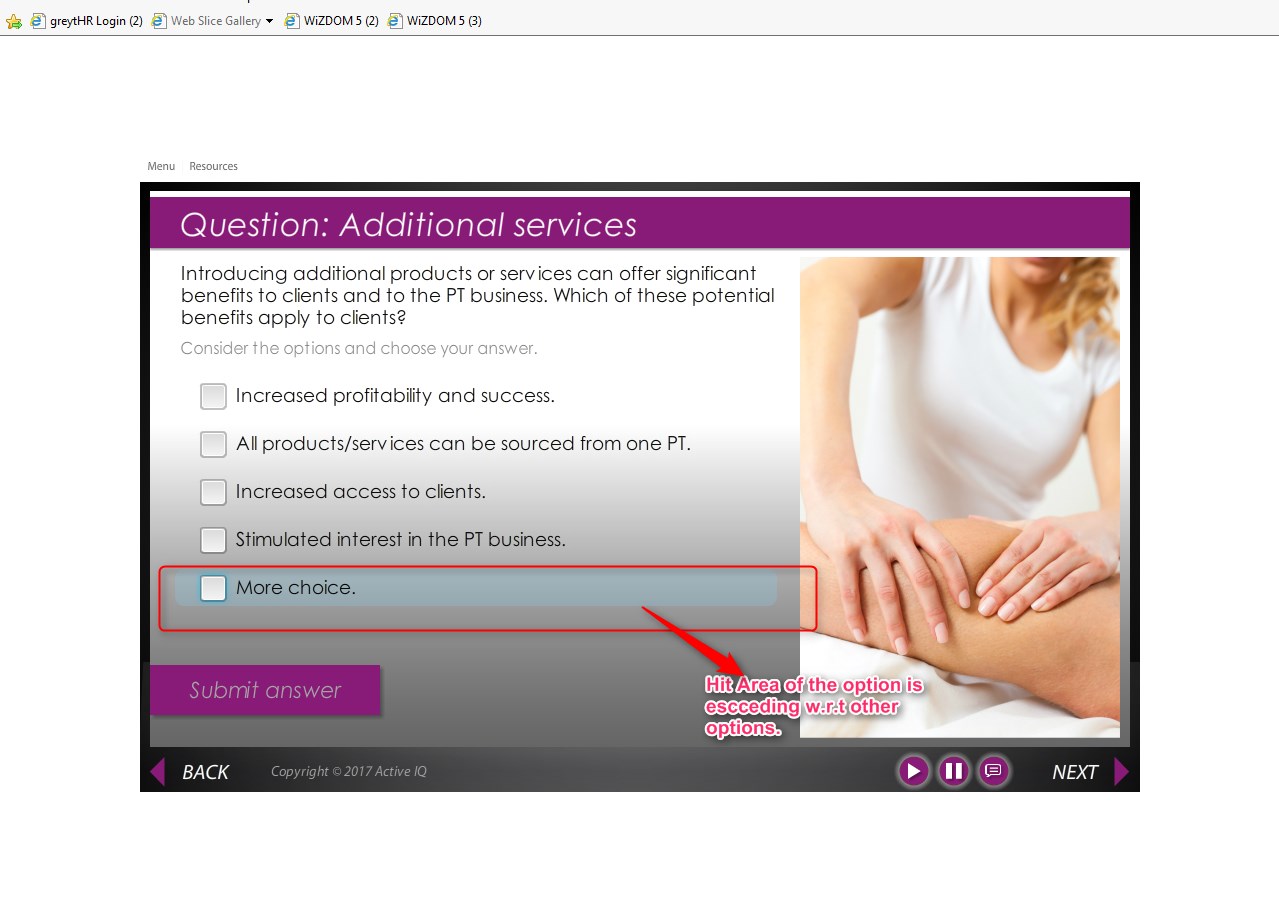 greytHR Login (2) Web Slice Gallery WiZDOM 5 (2) WiZDOM 5 (3)
Menu Resources
Question: Additional services
Introducing additional products or services can offer significant
benefits to clients and to the PT business. Which of these potential
benefits apply to clients?
Consider the options and choose your answer.
Increased profitability and success.
All products/services can be sourced from one PT.
Increased access to clients.
Stimulated interest in the PT business.
More choice.
Hit Area of the option is
escceding w.r.t other
options.
Submit answer
BACK Copyright © 2017 Active IQ NEXT